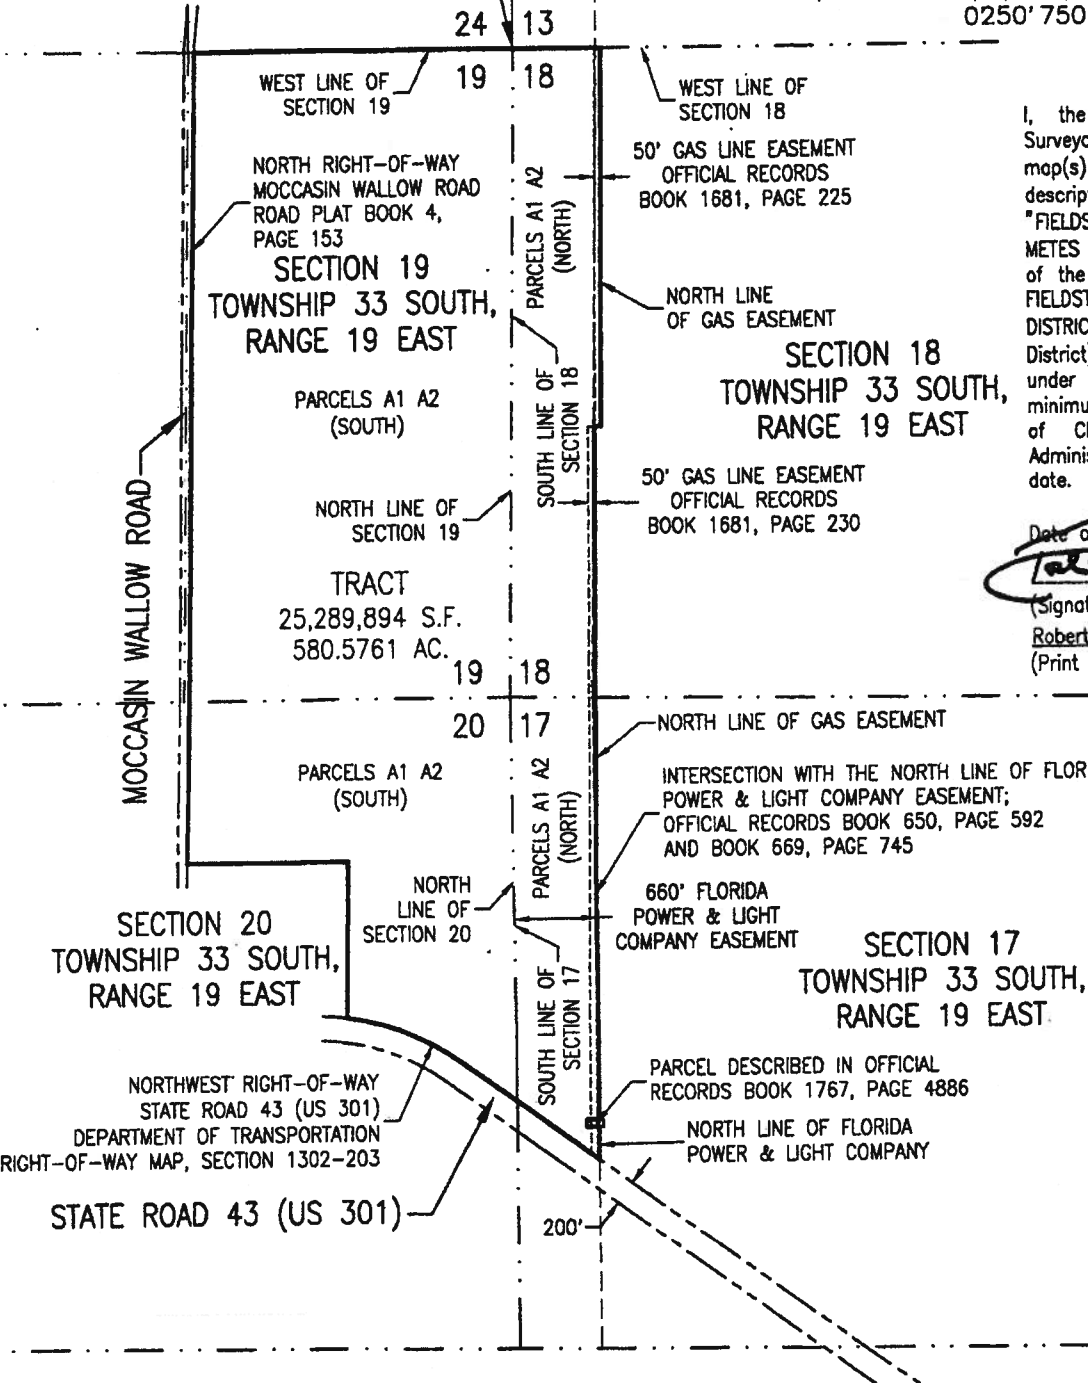 24 13
0250' 750
19 18
WEST LINE OF
SECTION 19
WEST LINE OF
SECTION 18
I, the
Surveyo
map(s)
descrip
"FIELDS
METES
of the
FIELDST
DISTRIC
District
under
minimu
of C
Adminis
date.
NORTH RIGHT-OF-WAY
MOCCASIN WALLOW ROAD
ROAD PLAT BOOK 4,
PAGE 153
PARCELS A1 A2
(NORTH)
50' GAS LINE EASEMENT
OFFICIAL RECORDS
BOOK 1681, PAGE 225
SECTION 19
TOWNSHIP 33 SOUTH,
RANGE 19 EAST
NORTH LINE
OF GAS EASEMENT
SECTION 18
TOWNSHIP 33 SOUTH,
RANGE 19 EAST
PARCELS A1 A2
(SOUTH)
SOUTH LINE OF
SECTION 18
50' GAS LINE EASEMENT
OFFICIAL RECORDS
BOOK 1681, PAGE 230
NORTH LINE OF
SECTION 19
MOCCASIN WALLOW ROAD
TRACT
25,289,894 S.F.
580.5761 AC.
Date o
(Signat
Robert
(Print
19 18
20 17
NORTH LINE OF GAS EASEMENT
PARCELS A1 A2
(SOUTH)
PARCELS A1 A2
(NORTH)
INTERSECTION WITH THE NORTH LINE OF FLOR
POWER & LIGHT COMPANY EASEMENT;
OFFICIAL RECORDS BOOK 650, PAGE 592
AND BOOK 669, PAGE 745
NORTH
LINE OF
SECTION 20
660' FLORIDA
POWER & LIGHT
COMPANY EASEMENT
SECTION 20
TOWNSHIP 33 SOUTH,
RANGE 19 EAST
SECTION 17
TOWNSHIP 33 SOUTH,
RANGE 19 EAST
SOUTH LINE OF
SECTION 17
NORTHWEST RIGHT-OF-WAY
STATE ROAD 43 (US 301)
DEPARTMENT OF TRANSPORTATION
RIGHT-OF-WAY MAP, SECTION 1302-203
PARCEL DESCRIBED IN OFFICIAL
RECORDS BOOK 1767, PAGE 4886
NORTH LINE OF FLORIDA
POWER & LIGHT COMPANY
STATE ROAD 43 (US 301)
200'